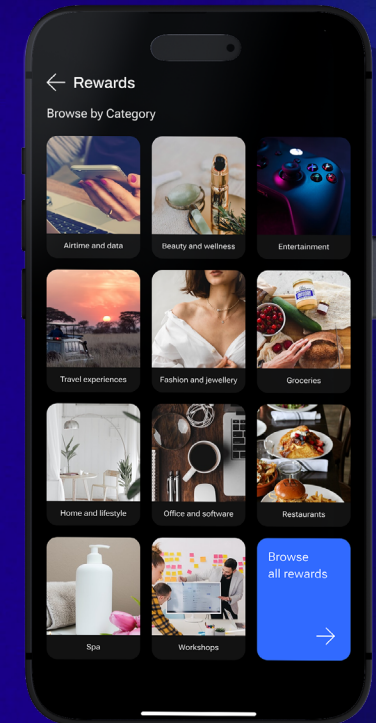 Rewards
Browse by Category
Airtime and data
Beauty and wellness
Entertainment
Travel experiences
Fashion and jewellery
Groceries
Home and lifestyle
Office and software
Restaurants
Spa
Workshops
Browse
all rewards